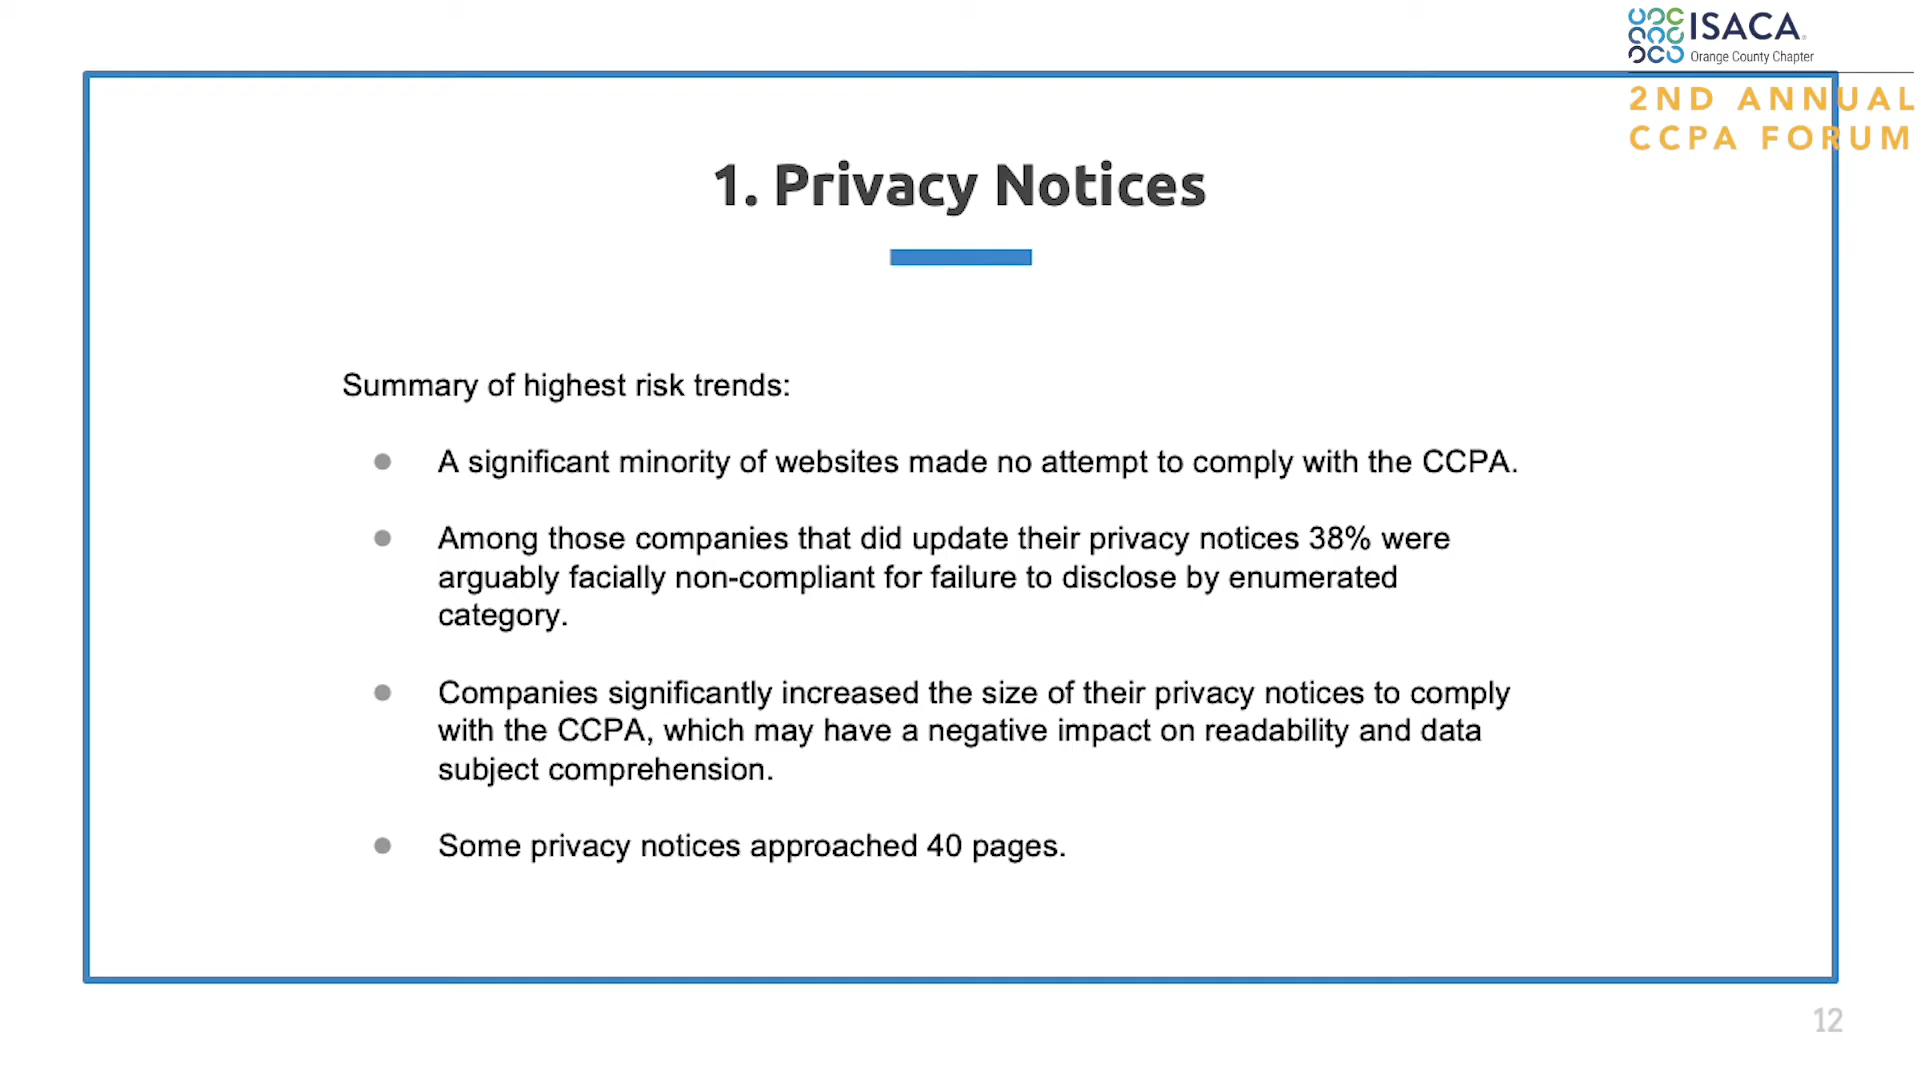 ISACA
Orange County Chapter
2ND ANNUAL
CCPA FORUM
1. Privacy Notices
Summary of highest risk trends:
● A significant minority of websites made no attempt to comply with the CCPA.
● Among those companies that did update their privacy notices 38% were
arguably facially non-compliant for failure to disclose by enumerated
category.
● Companies significantly increased the size of their privacy notices to comply
with the CCPA, which may have a negative impact on readability and data
subject comprehension.
● Some privacy notices approached 40 pages.
12